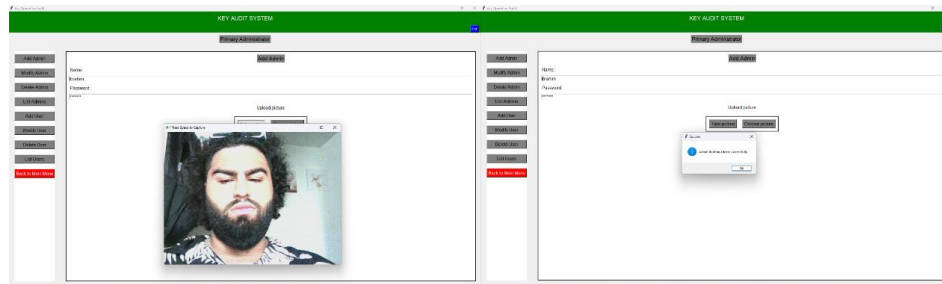 KEY AUDIT SYSTEM
Primary Administrator
Add Admin
Modify Admin
Delete Admin
List Admins
Add User
Modify User
Delete User
List Users
Back to Main Menu
Add Admin
Name
Ibrahim
Password
Upload picture
KEY AUDIT SYSTEM
Primary Administrator
Add Admin
Modify Admin
Delete Admin
List Admins
Add User
Modify User
Delete User
List Users
Back to Main Menu
Add Admin
Name:
Ibrahim
Password
Upload picture
Take picture
Choose picture
Success